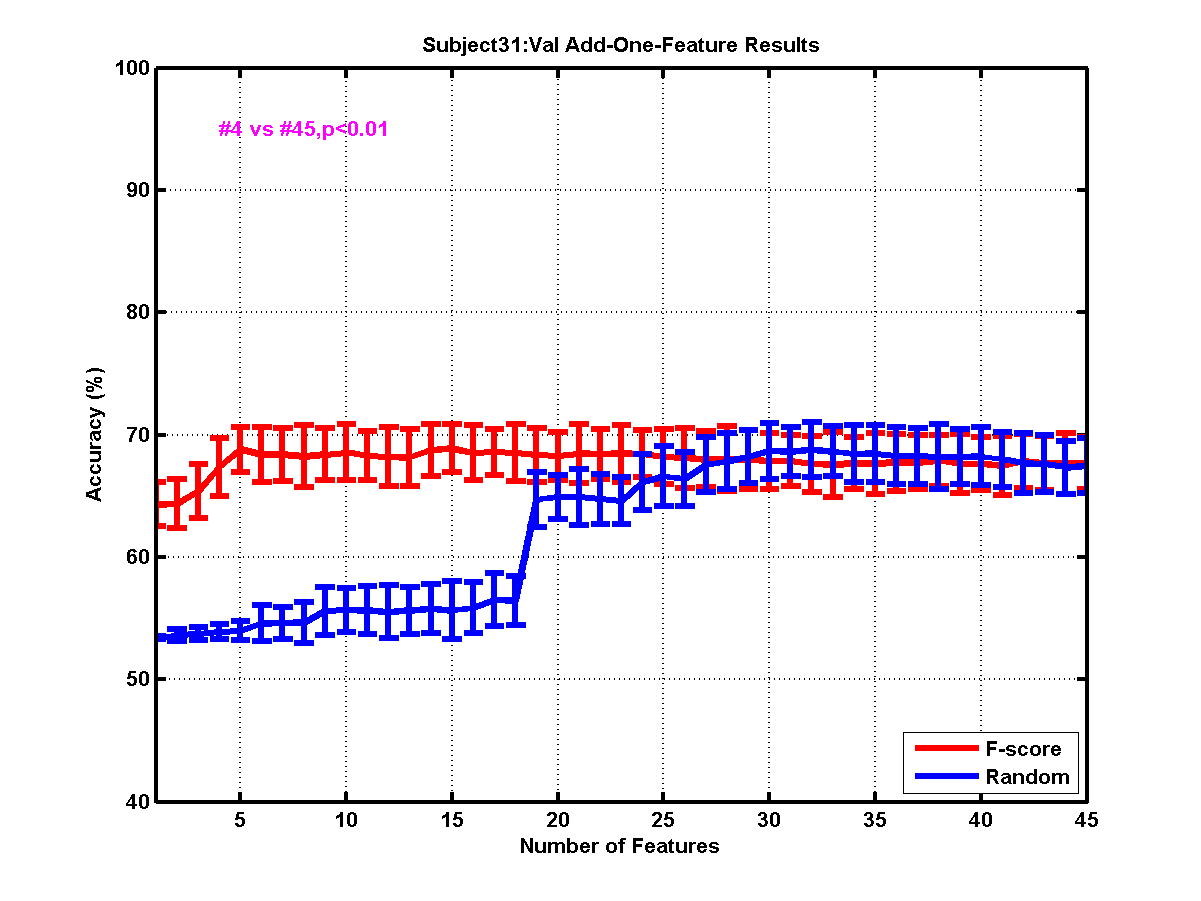 Subject31:Val Add-One-Feature Results
#4 vs #45,p<0.01
100
90
80
70
60
50
40
Accuracy (%)
5 10 15 20 25 30 35 40 45
Number of Features
F-score
Random